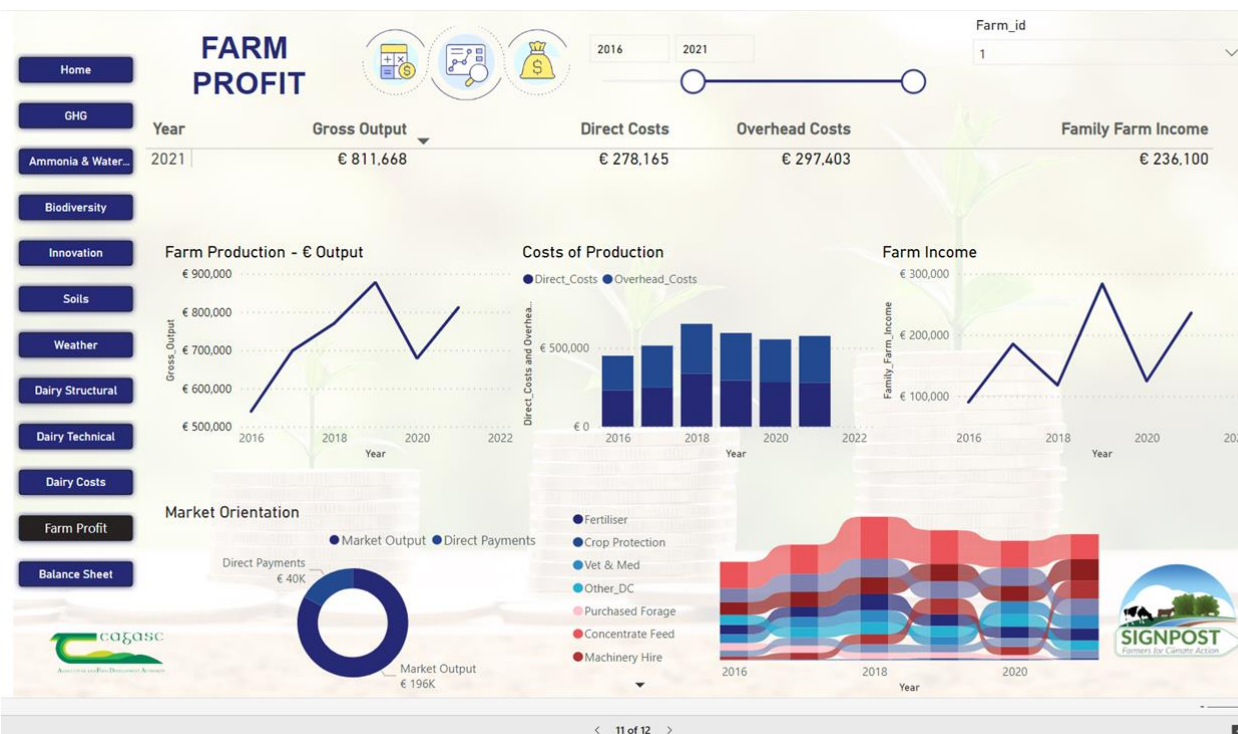 FARM
PROFIT
2016
2021
Farm_id
1
Home
GHG
Ammonia & Water...
Biodiversity
Innovation
Soils
Weather
Dairy Structural
Dairy Technical
Dairy Costs
Farm Profit
Balance Sheet
Year Gross Output Direct Costs Overhead Costs Family Farm Income
2021 € 811,668 € 278,165 € 297,403 € 236,100
Farm Production - € Output
€ 900,000
€ 800,000
€ 700,000
€ 600,000
€ 500,000
Gross_Output
2016 2018 2020 2022
Year
Costs of Production
Direct_Costs Overhead_Costs
Direct_Costs and Overhea...
€ 500,000
€ 0
2016 2018 2020 2022
Year
Farm Income
€ 300,000
€ 200,000
€ 100,000
Family_Farm_Income
2016 2018 2020
Year
Market Orientation
Market Output Direct Payments
Direct Payments
€ 40K
Market Output
€ 196K
Fertiliser
Crop Protection
Vet & Med
Other_DC
Purchased Forage
Concentrate Feed
Machinery Hire
2016 2018 2020
Year
SIGNPOST
Farmers for Climate Action
eagasc
Agriculture and Food Development Authority
11 of 12